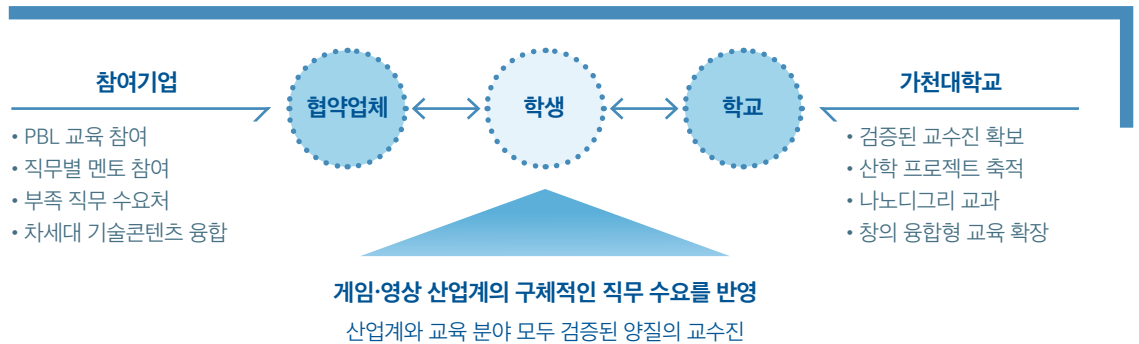 참여기업
• PBL 교육 참여
• 직무별 멘토 참여
• 부족 직무 수요처
• 차세대 기술콘텐츠 융합
협약업체
학생
학교
가천대학교
• 검증된 교수진 확보
• 산학 프로젝트 축적
• 나노디그리 교과
• 창의 융합형 교육 확장
게임·영상 산업계의 구체적인 직무 수요를 반영
산업계와 교육 분야 모두 검증된 양질의 교수진